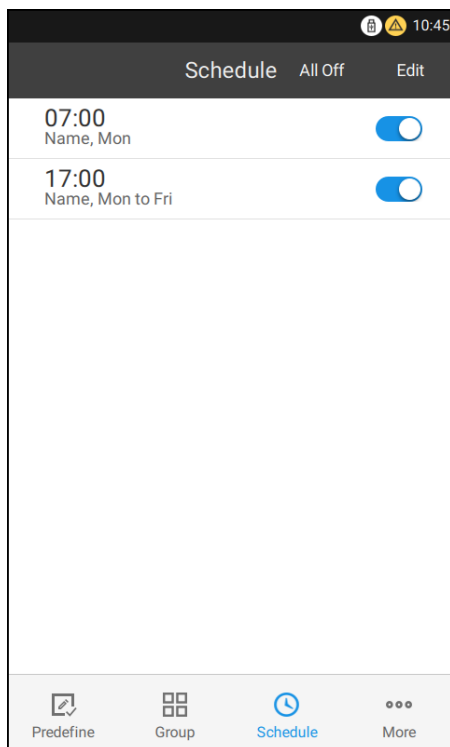 10:45
Schedule All Off Edit
07:00
Name, Mon
17:00
Name, Mon to Fri
Predefine Group Schedule More